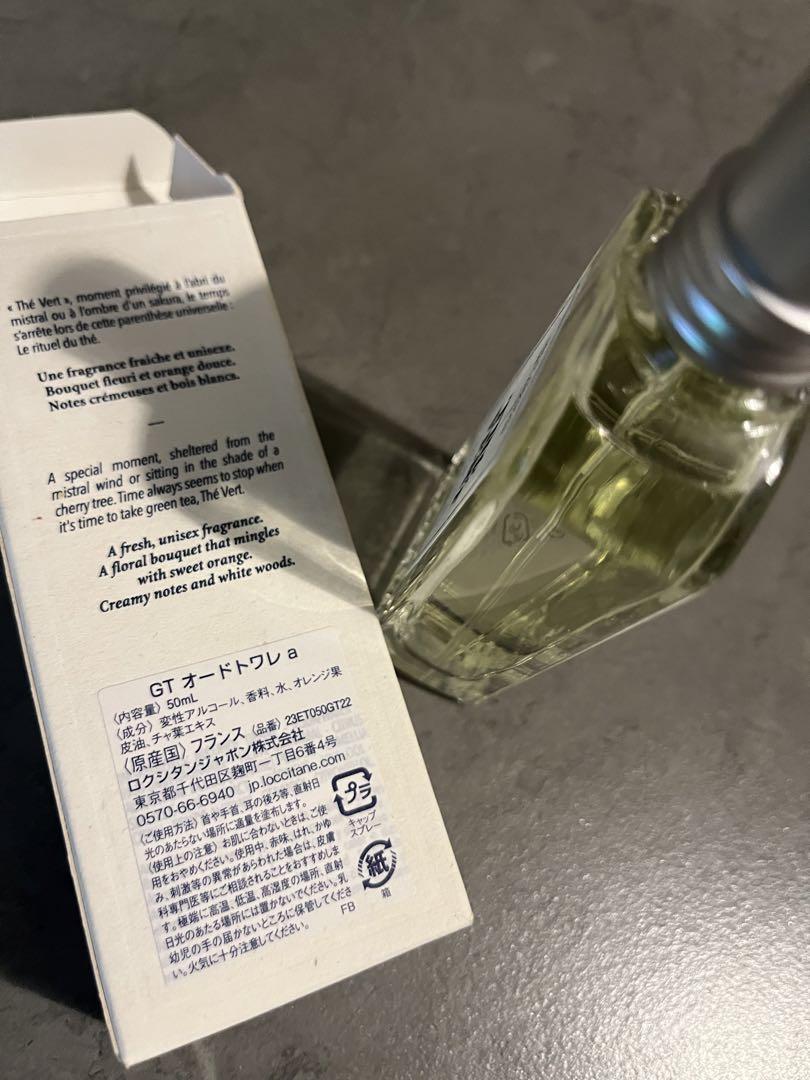 « Thé Vert », moment privilégié à l'abri du
mistral ou à l'ombre d'un sakura, le temps
s'arrête lors de cette parenthèse universelle :
Le rituel du thé.
Une fragrance fraîche et unisexe.
Bouquet fleuri et orange douce.
Notes crémeuses et bois blancs.
—
A special moment, sheltered from the
mistral wind or sitting in the shade of a
cherry tree. Time always seems to stop when
it's time to take green tea, Thé Vert.
A fresh, unisex fragrance.
A floral bouquet that mingles
with sweet orange.
Creamy notes and white woods.
GT オードトワレ a
〈内容量〉50mL
〈成分〉変性アルコール、香料、水、オレンジ果
皮油、チャ葉エキス
〈原産国〉フランス〈品番〉23ET050GT22
ロクシタンジャポン株式会社
東京都千代田区麹町一丁目6番4号
0570-66-6940 jp.loccitane.com
〈ご使用方法〉首や手首、耳の後ろ等、直射日
光のあたらない場所に適量を塗布します。
〈使用上の注意〉お肌に合わないときは、ご使
用をおやめください。使用中、赤味、はれ、かゆ
み、刺激等の異常があらわれた場合は、皮膚
科専門医等にご相談されることをおすすめしま
す。極端に高温、低温、高湿度の場所、直射
日光のあたる場所には置かないでください。乳
幼児の手の届かないところに保管してくださ
い。火気に十分注意してください。
プラ
キャップ
スプレー
紙
箱
FB